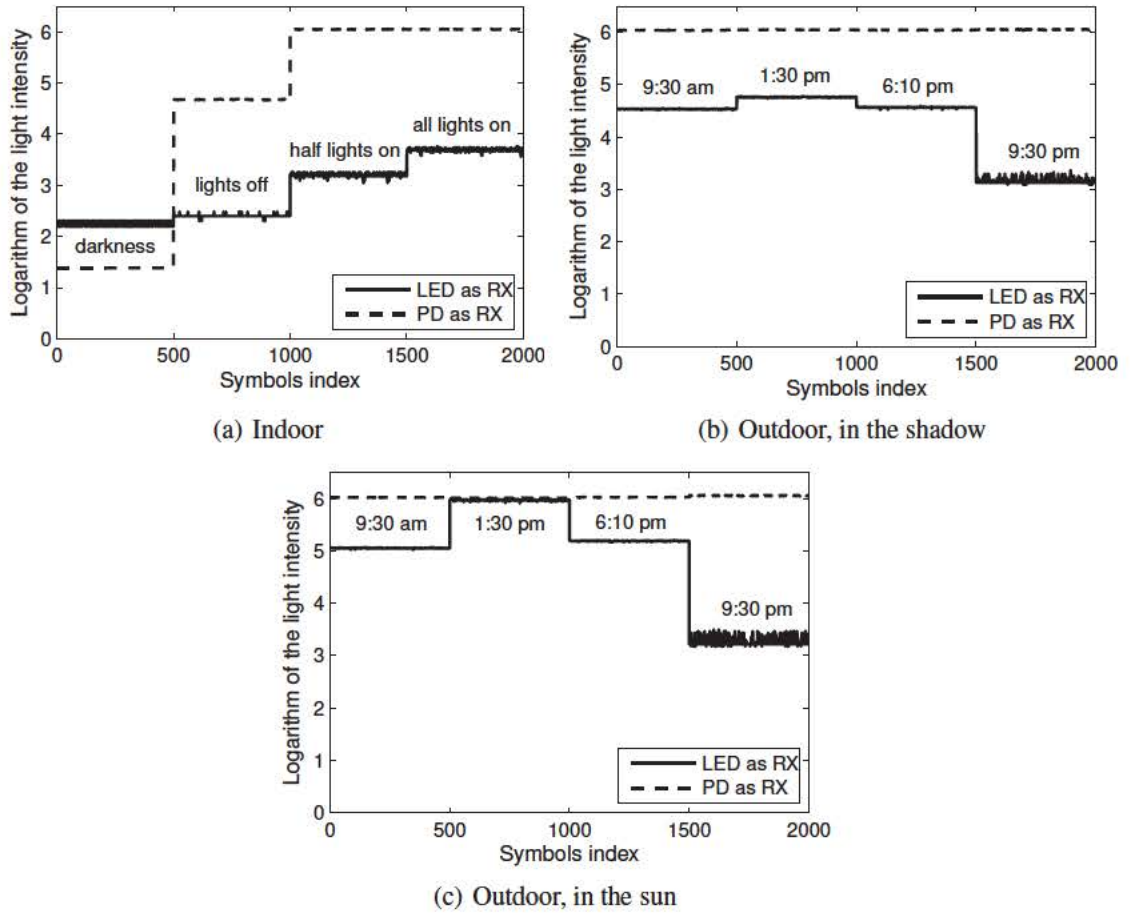 Logarithm of the light intensity
6
5
4
3
2
1
0
all lights on
half lights on
lights off
darkness
LED as RX
PD as RX
0 500 1000 1500 2000
Symbols index
(a) Indoor
Logarithm of the light intensity
6
5
4
3
2
1
0
9:30 am 1:30 pm 6:10 pm
9:30 pm
LED as RX
PD as RX
0 500 1000 1500 2000
Symbols index
(b) Outdoor, in the shadow
Logarithm of the light intensity
6
5
4
3
2
1
0
9:30 am 1:30 pm 6:10 pm
9:30 pm
LED as RX
PD as RX
0 500 1000 1500 2000
Symbols index
(c) Outdoor, in the sun